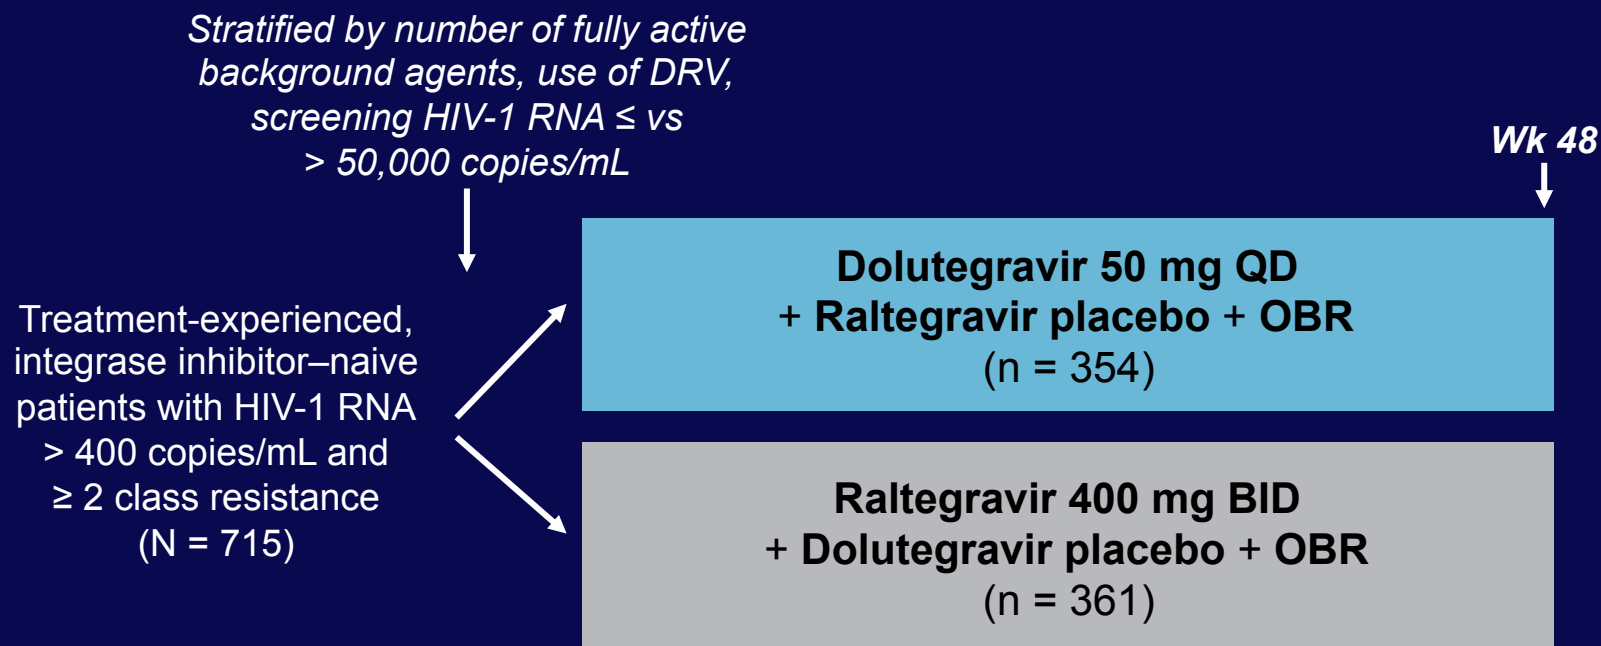 Stratified by number of fully active
background agents, use of DRV,
screening HIV-1 RNA ≤ vs
> 50,000 copies/mL
Wk 48
Treatment-experienced,
integrase inhibitor–naive
patients with HIV-1 RNA
> 400 copies/mL and
≥ 2 class resistance
(N = 715)
Dolutegravir 50 mg QD
+ Raltegravir placebo + OBR
(n = 354)
Raltegravir 400 mg BID
+ Dolutegravir placebo + OBR
(n = 361)